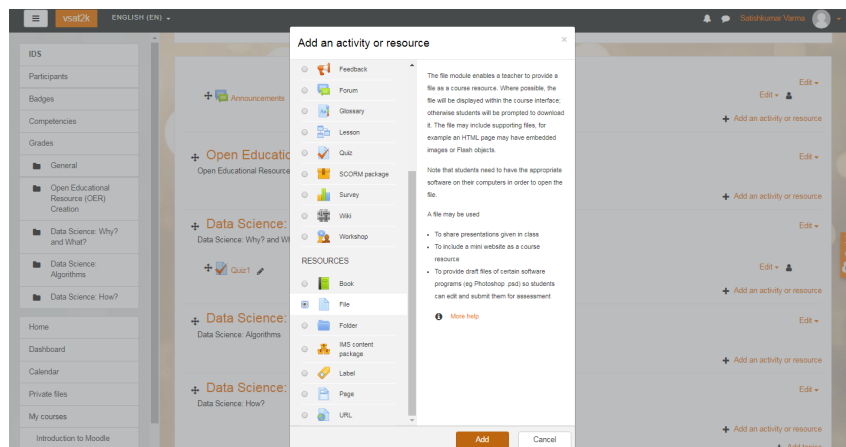 vsat2k ENGLISH (EN)
Satishkumar Varma
IDS
Participants
Badges
Competencies
Grades
General
Open Educational
Resource (OER)
Creation
Data Science: Why?
and What?
Data Science:
Algorithms
Data Science: How?
Home
Dashboard
Calendar
Private files
My courses
Introduction to Moodle
Announcements
Open Educatio
Open Educational Resource
Data Science:
Data Science: Why? and Wh
Quiz1
Data Science:
Data Science: Algorithms
Data Science:
Data Science: How?
Add an activity or resource
×
Feedback
Forum
Glossary
Lesson
Quiz
SCORM package
Survey
Wiki
Workshop
RESOURCES
Book
File
Folder
IMS content
package
Label
Page
URL
The file module enables a teacher to provide a
file as a course resource. Where possible, the
file will be displayed within the course interface;
otherwise students will be prompted to download
it. The file may include supporting files, for
example an HTML page may have embedded
images or Flash objects.
Note that students need to have the appropriate
software on their computers in order to open the
file.
A file may be used
• To share presentations given in class
• To include a mini website as a course
resource
• To provide draft files of certain software
programs (eg Photoshop .psd) so students
can edit and submit them for assessment
More help
Add Cancel
Edit
Edit
Add an activity or resource
Edit
Add an activity or resource
Edit
Edit
Add an activity or resource
Edit
Add an activity or resource
Edit
Add an activity or resource